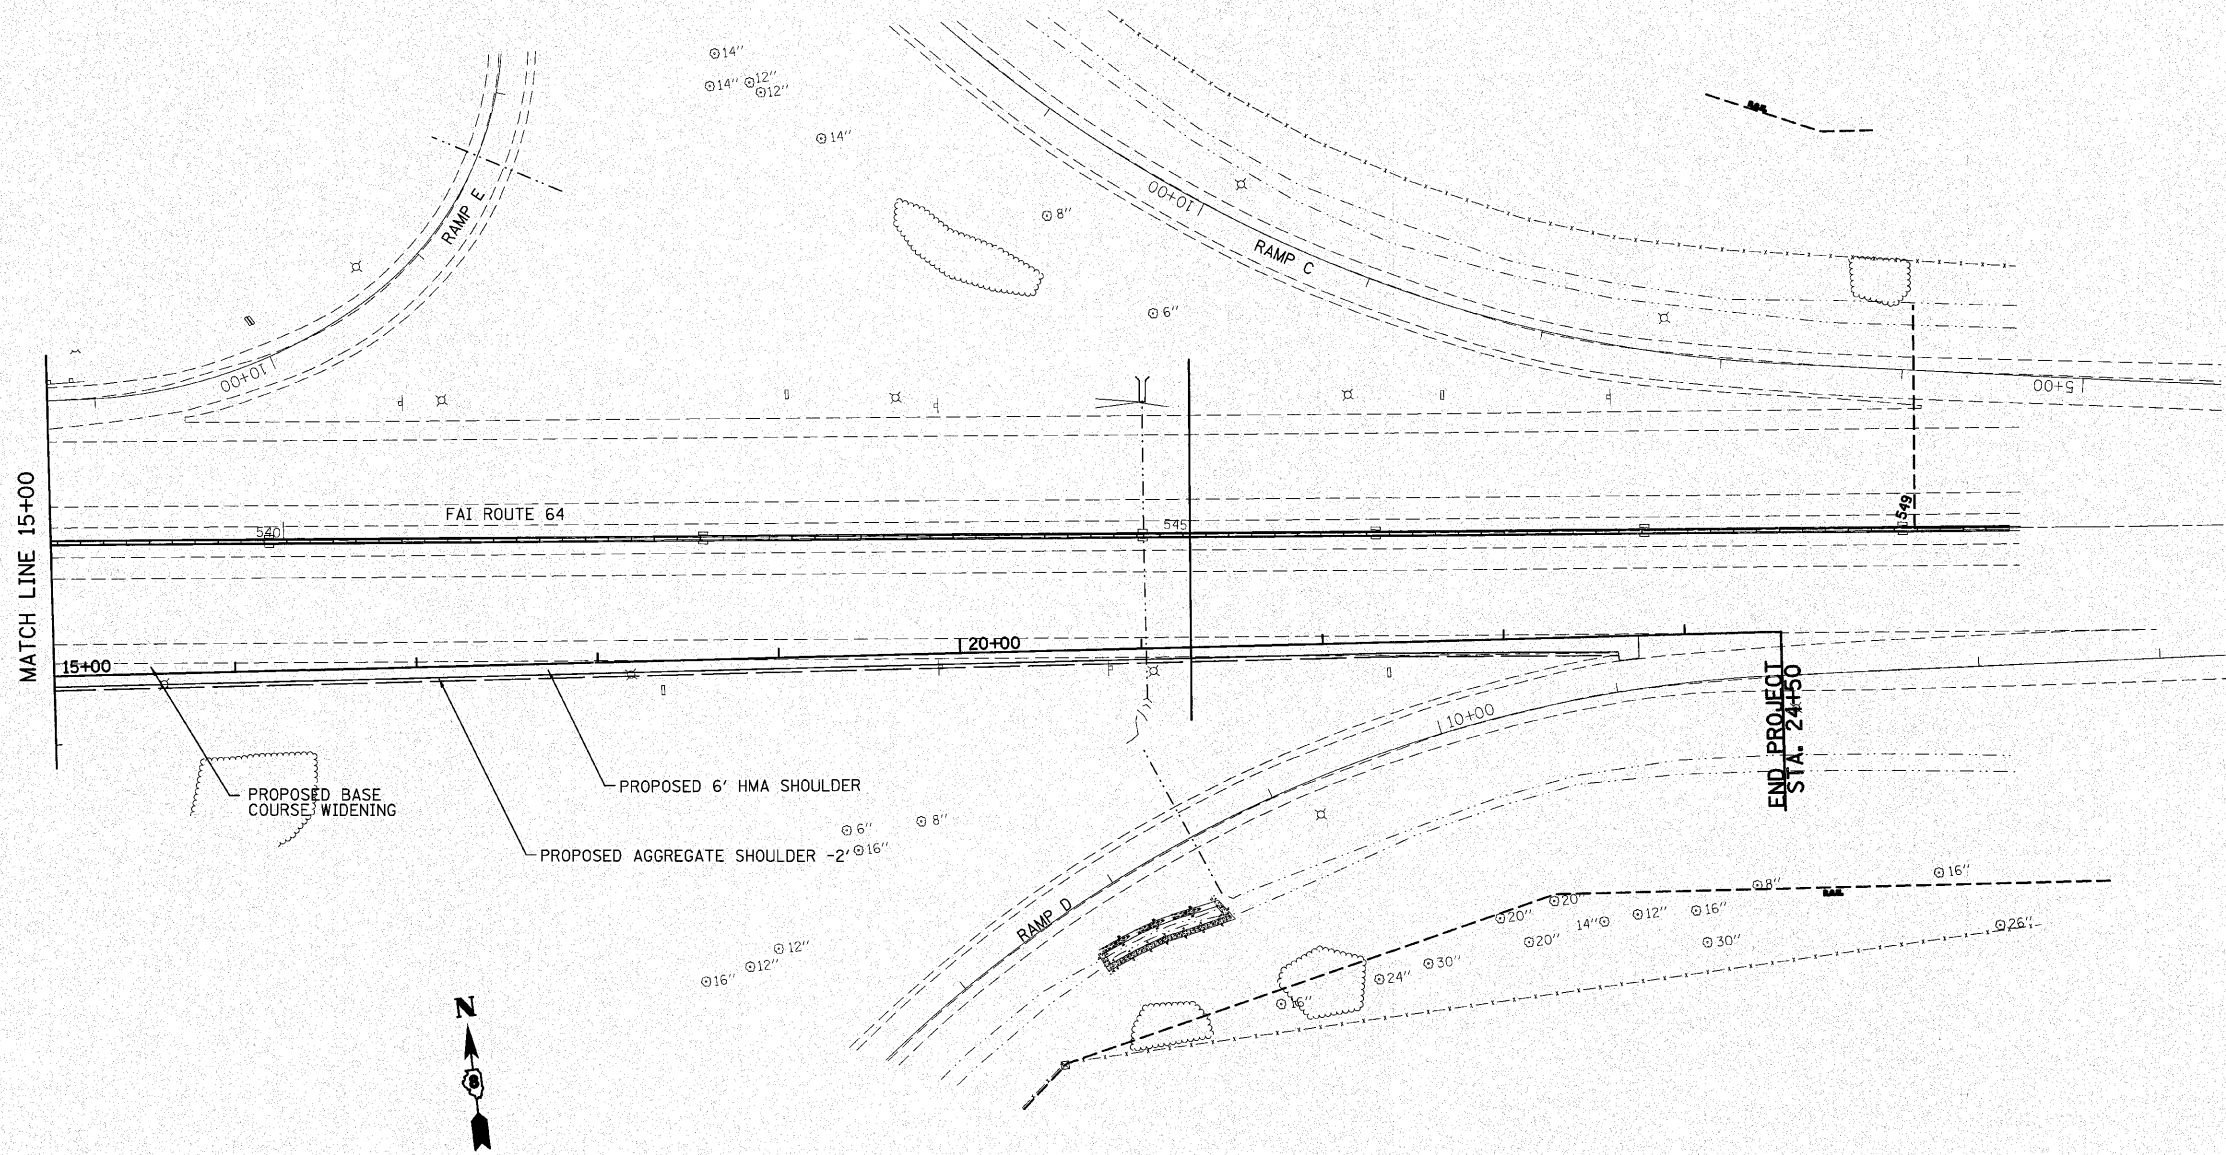 14''
14''
12''
12''
14''
10+00
8''
RAMP E
RAMP C
6''
10+00
5+00
MATCH LINE 15+00
FAI ROUTE 64
540
545
549
15+00
20+00
END PROJECT
STA. 24+50
10+00
PROPOSED BASE
COURSE WIDENING
PROPOSED 6' HMA SHOULDER
PROPOSED AGGREGATE SHOULDER -2'
6''
8''
16''
RAMP D
16''
8''
20''
20''
14''
12''
16''
26''
20''
30''
12''
12''
16''
30''
24''
16''
N
S